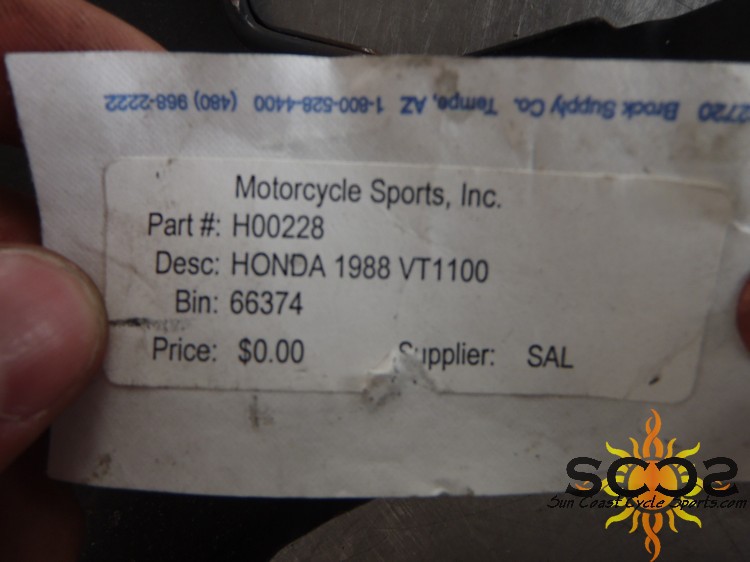 2720 Brock Supply Co. Tempe, AZ 1-800-528-4400 (480) 968-2222
Motorcycle Sports, Inc.
Part #: H00228
Desc: HONDA 1988 VT1100
Bin: 66374
Price: $0.00 Supplier: SAL
SCCS
Sun Coast Cycle Sports.com